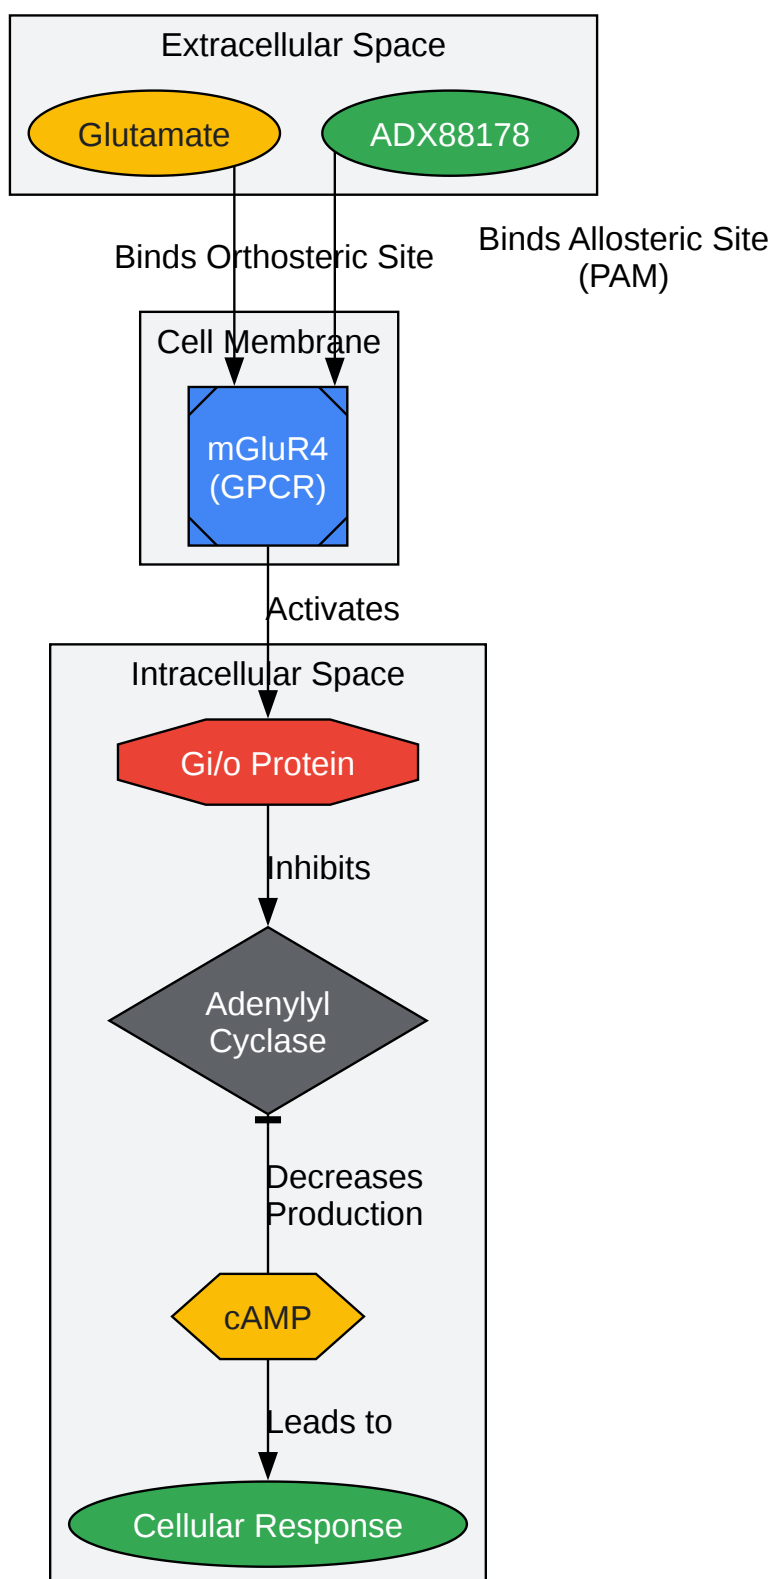 Extracellular Space
Glutamate
ADX88178
Binds Orthosteric Site
Binds Allosteric Site
(PAM)
Cell Membrane
mGluR4
(GPCR)
Activates
Intracellular Space
Gi/o Protein
Inhibits
Adenylyl
Cyclase
Decreases
Production
cAMP
Leads to
Cellular Response